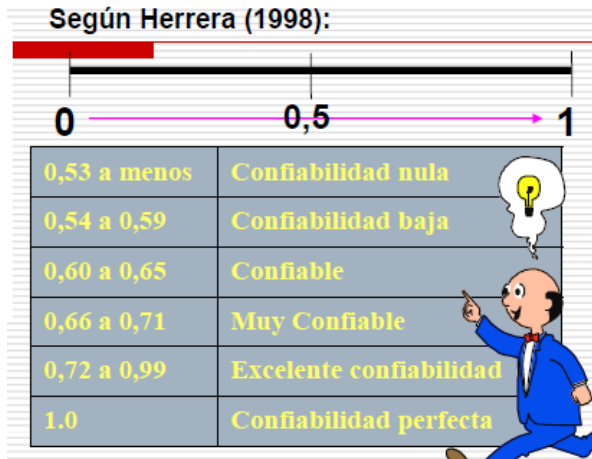 Según Herrera (1998):
0 0,5 1
0,53 a menos Confiabilidad nula
0,54 a 0,59 Confiabilidad baja
0,60 a 0,65 Confiable
0,66 a 0,71 Muy Confiable
0,72 a 0,99 Excelente confiabilidad
1.0 Confiabilidad perfecta